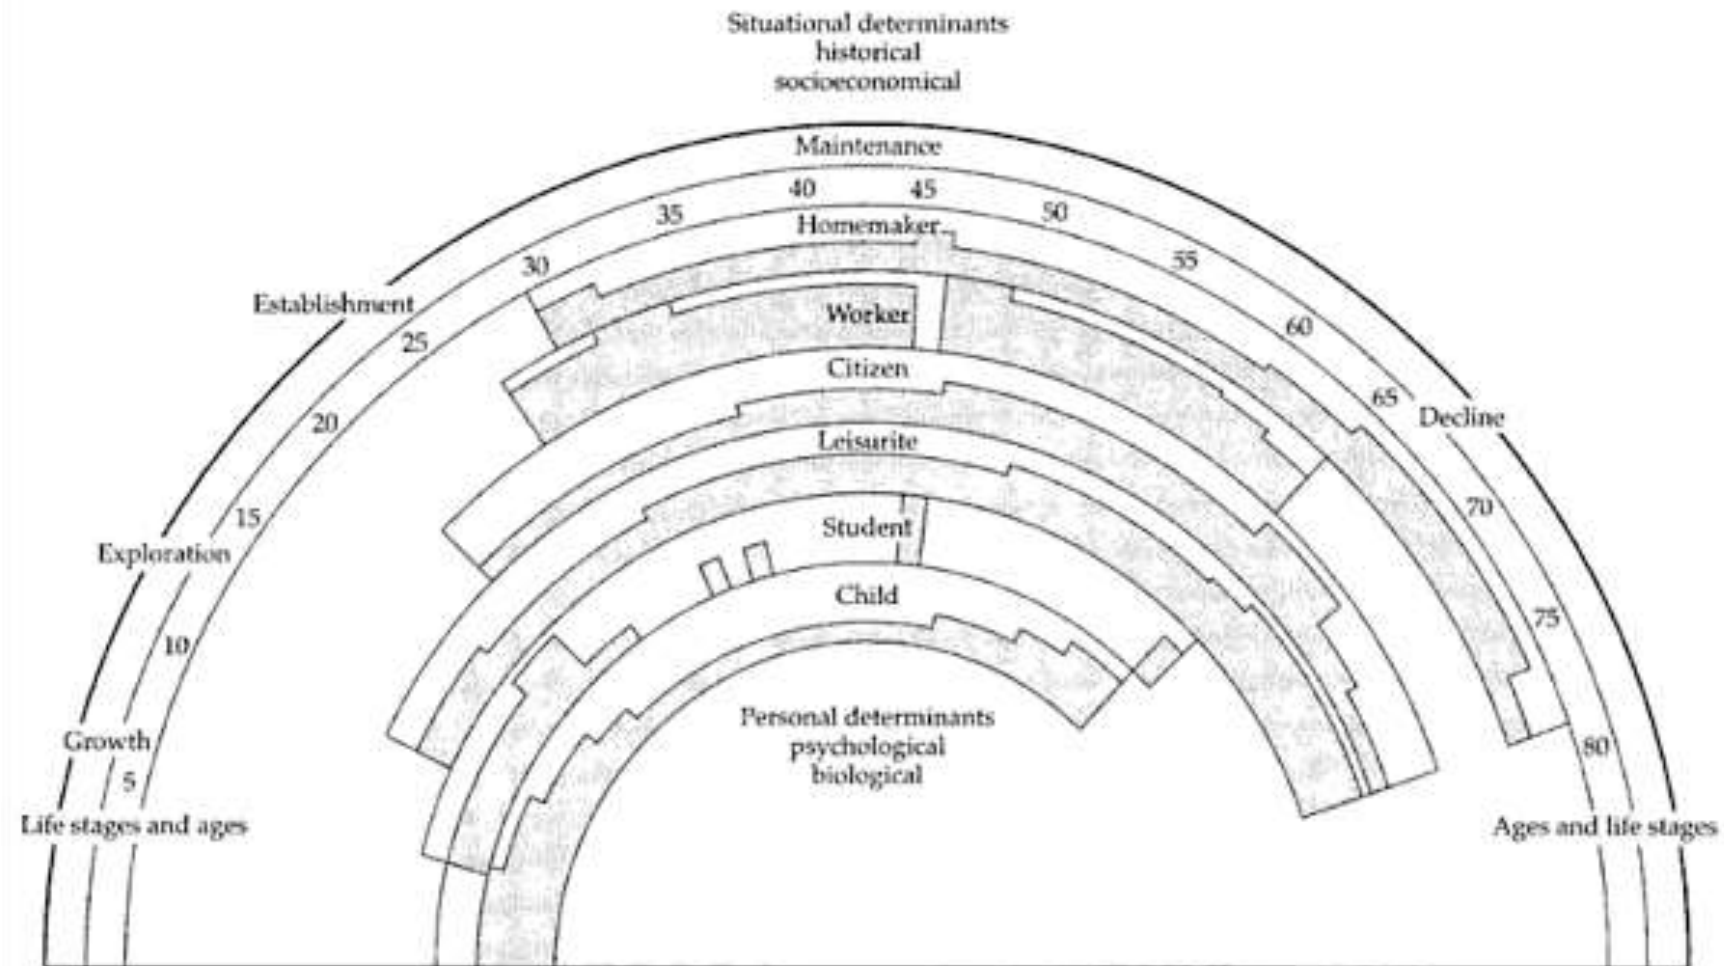 Situational determinants
historical
socioeconomical
Maintenance
40
45
35
50
Homemaker
30
55
Establishment
Worker
60
25
Citizen
65
Decline
20
Leisurite
70
15
Student
Exploration
Child
75
10
Personal determinants
psychological
biological
Growth
80
5
Life stages and ages
Ages and life stages